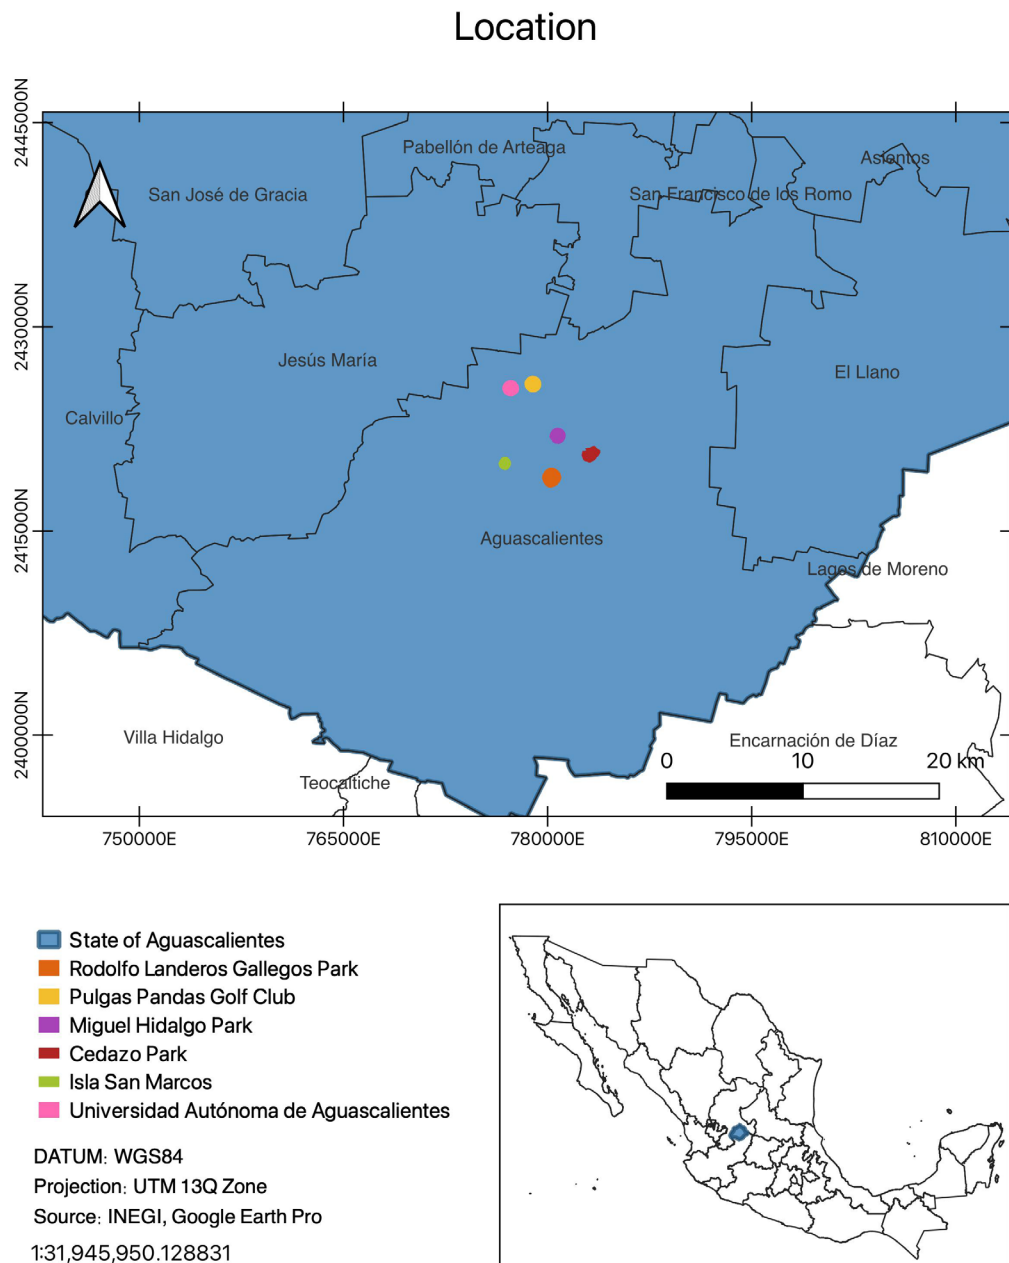 Location
2445000N
Pabellón de Arteaga
Asientos
San José de Gracia
San Francisco de los Romo
2430000N
Jesús María
El Llano
Calvillo
2415000N
Aguascalientes
Lagos de Moreno
2400000N
Villa Hidalgo
Encarnación de Díaz
Teocaltiche
0 10 20 km
750000E 765000E 780000E 795000E 810000E
State of Aguascalientes
Rodolfo Landeros Gallegos Park
Pulgas Pandas Golf Club
Miguel Hidalgo Park
Cedazo Park
Isla San Marcos
Universidad Autónoma de Aguascalientes
DATUM: WGS84
Projection: UTM 13Q Zone
Source: INEGI, Google Earth Pro
1:31,945,950.128831